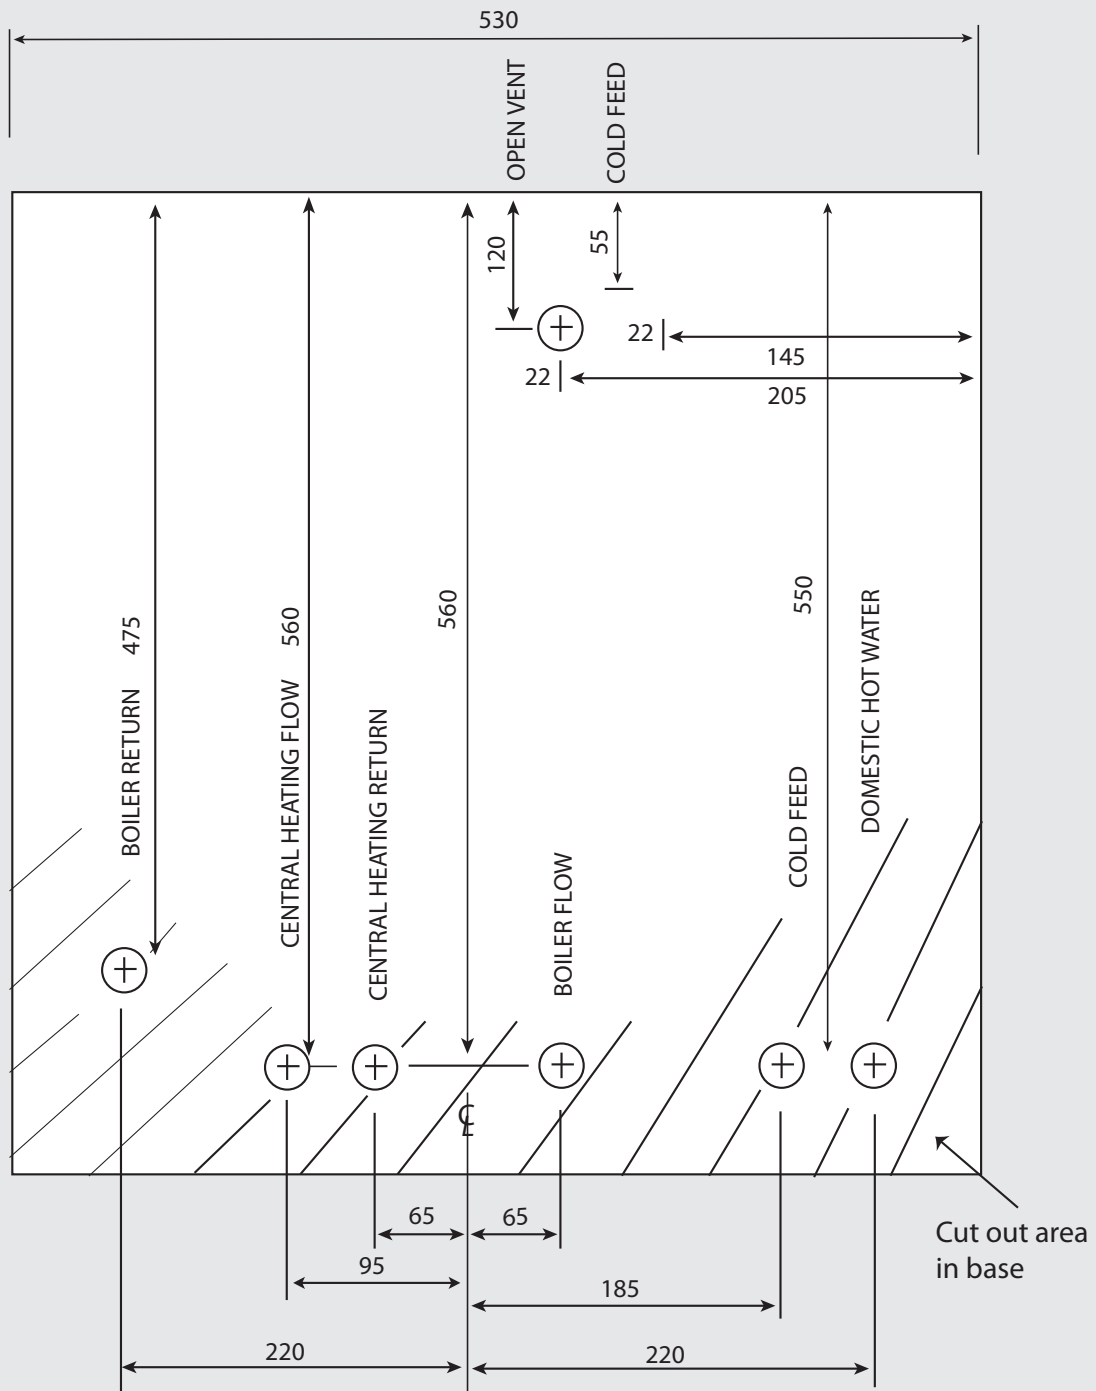 530
OPEN VENT
COLD FEED
120
55
22
145
22
205
BOILER RETURN 475
CENTRAL HEATING FLOW 560
CENTRAL HEATING RETURN
560
BOILER FLOW
550
COLD FEED
DOMESTIC HOT WATER
℄
65
65
95
185
220
220
Cut out area
in base